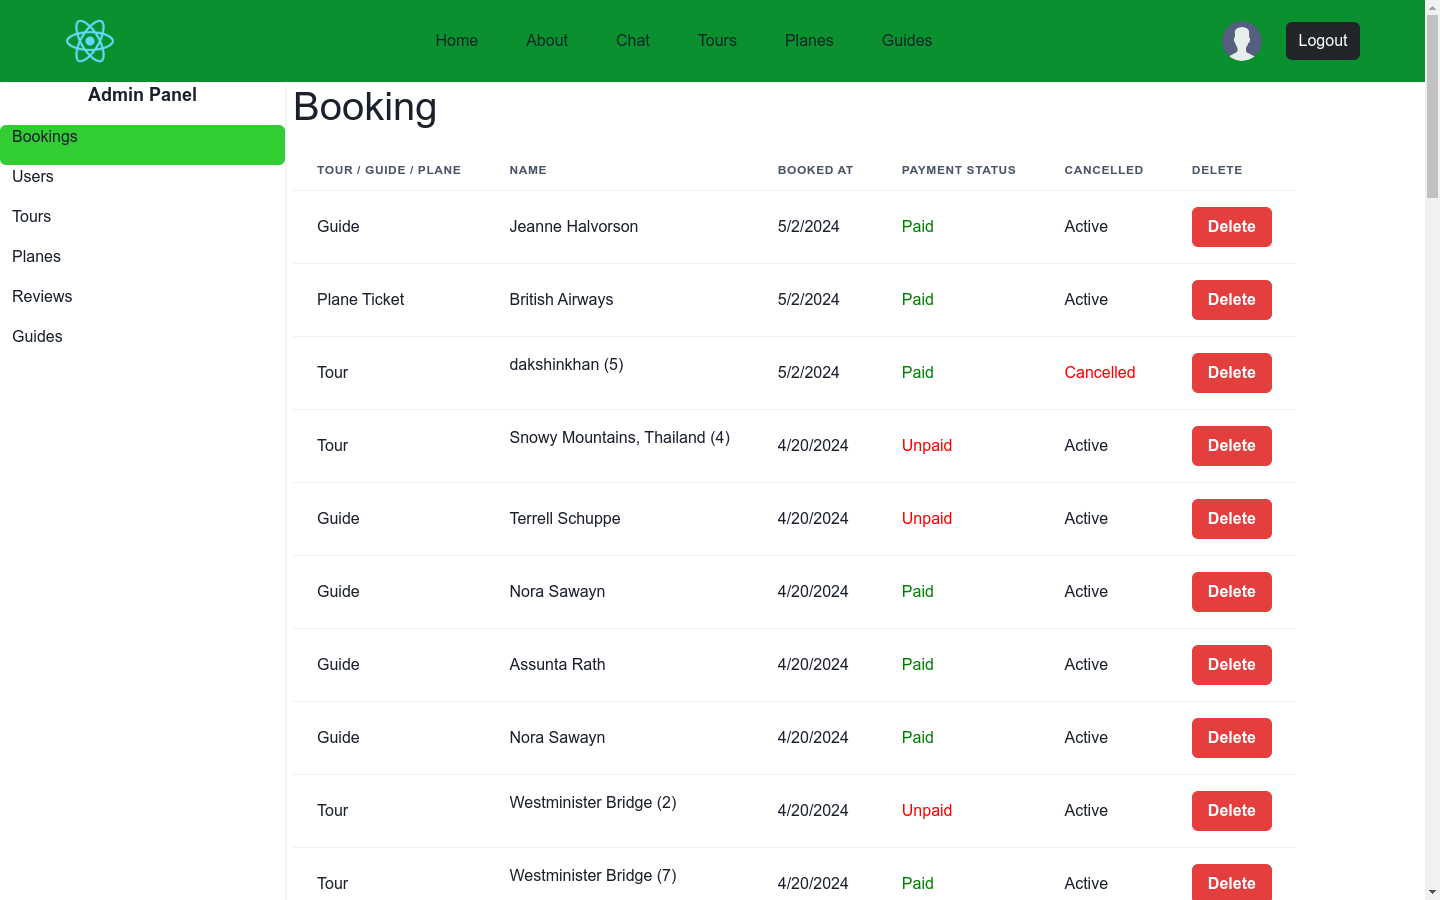 Home About Chat Tours Planes Guides Logout
Admin Panel
Bookings
Users
Tours
Planes
Reviews
Guides
Booking
TOUR / GUIDE / PLANE NAME BOOKED AT PAYMENT STATUS CANCELLED DELETE
Guide Jeanne Halvorson 5/2/2024 Paid Active Delete
Plane Ticket British Airways 5/2/2024 Paid Active Delete
Tour dakshinkhan (5) 5/2/2024 Paid Cancelled Delete
Tour Snowy Mountains, Thailand (4) 4/20/2024 Unpaid Active Delete
Guide Terrell Schuppe 4/20/2024 Unpaid Active Delete
Guide Nora Sawayn 4/20/2024 Paid Active Delete
Guide Assunta Rath 4/20/2024 Paid Active Delete
Guide Nora Sawayn 4/20/2024 Paid Active Delete
Tour Westminister Bridge (2) 4/20/2024 Unpaid Active Delete
Tour Westminister Bridge (7) 4/20/2024 Paid Active Delete